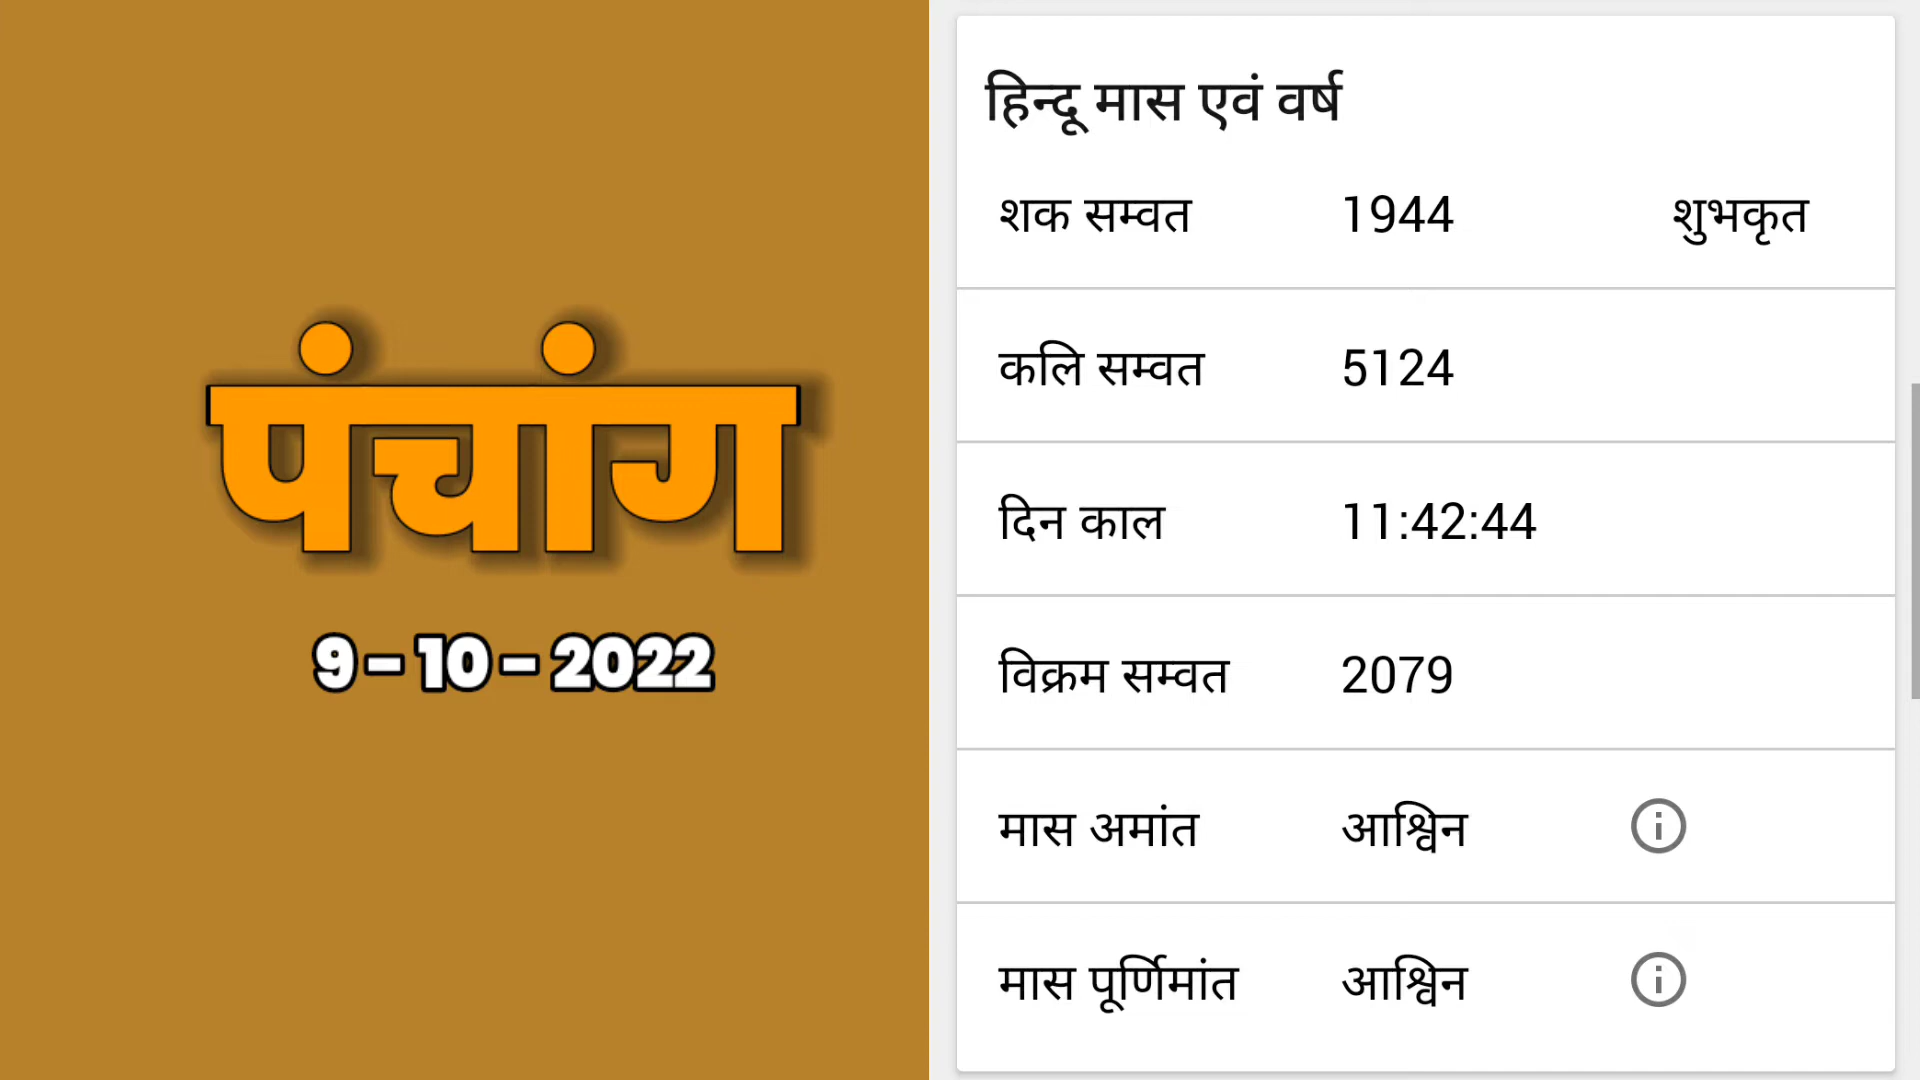 पंचांग
9 - 10 - 2022
हिन्दू मास एवं वर्ष
शक सम्वत 1944 शुभकृत
कलि सम्वत 5124
दिन काल 11:42:44
विक्रम सम्वत 2079
मास अमांत आश्विन
मास पूर्णिमांत आश्विन